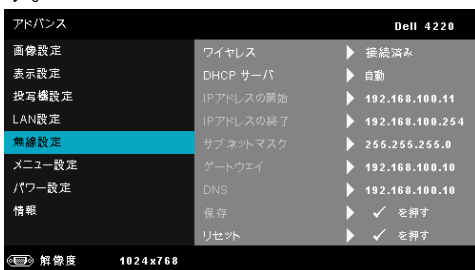 アドバンス Dell 4220
画像設定
表示設定
投写機設定
LAN設定
無線設定
メニュー設定
パワー設定
情報
ワイヤレス 接続済み
DHCP サーバ 自動
IPアドレスの開始 192.168.100.11
IPアドレスの終了 192.168.100.254
サブネットマスク 255.255.255.0
ゲートウエイ 192.168.100.10
DNS 192.168.100.10
保存 ✓ を押す
リセット ✓ を押す
解像度 1024x768